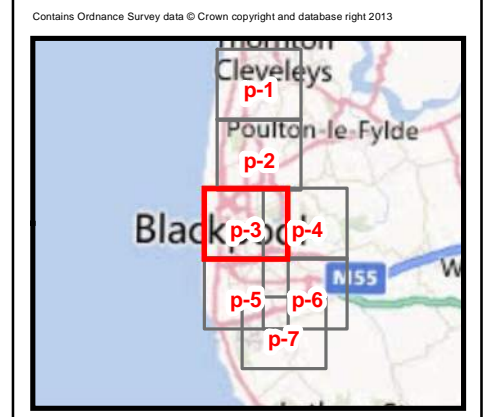 Contains Ordnance Survey data © Crown copyright and database right 2013
Thornton
Cleveleys
p-1
Poulton-le-Fylde
p-2
Blackpool
p-3
p-4
M55
W
p-5
p-6
p-7